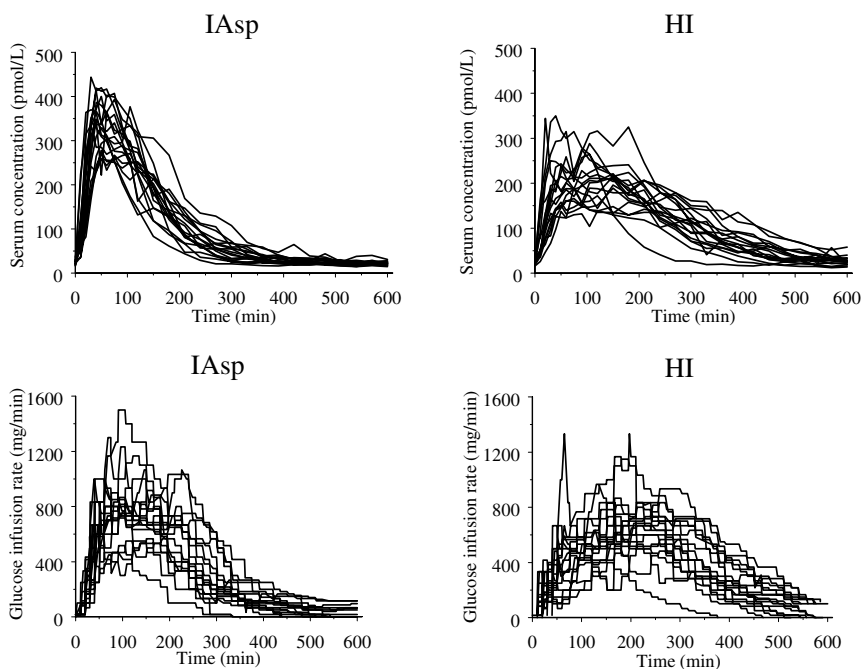 IAsp
HI
Serum concentration (pmol/L)
500
400
300
200
100
0
0 100 200 300 400 500 600
Time (min)
Serum concentration (pmol/L)
500
400
300
200
100
0
0 100 200 300 400 500 600
Time (min)
IAsp
HI
Glucose infusion rate (mg/min)
1600
1200
800
400
0
0 100 200 300 400 500 600
Time (min)
Glucose infusion rate (mg/min)
1600
1200
800
400
0
0 100 200 300 400 500 600
Time (min)